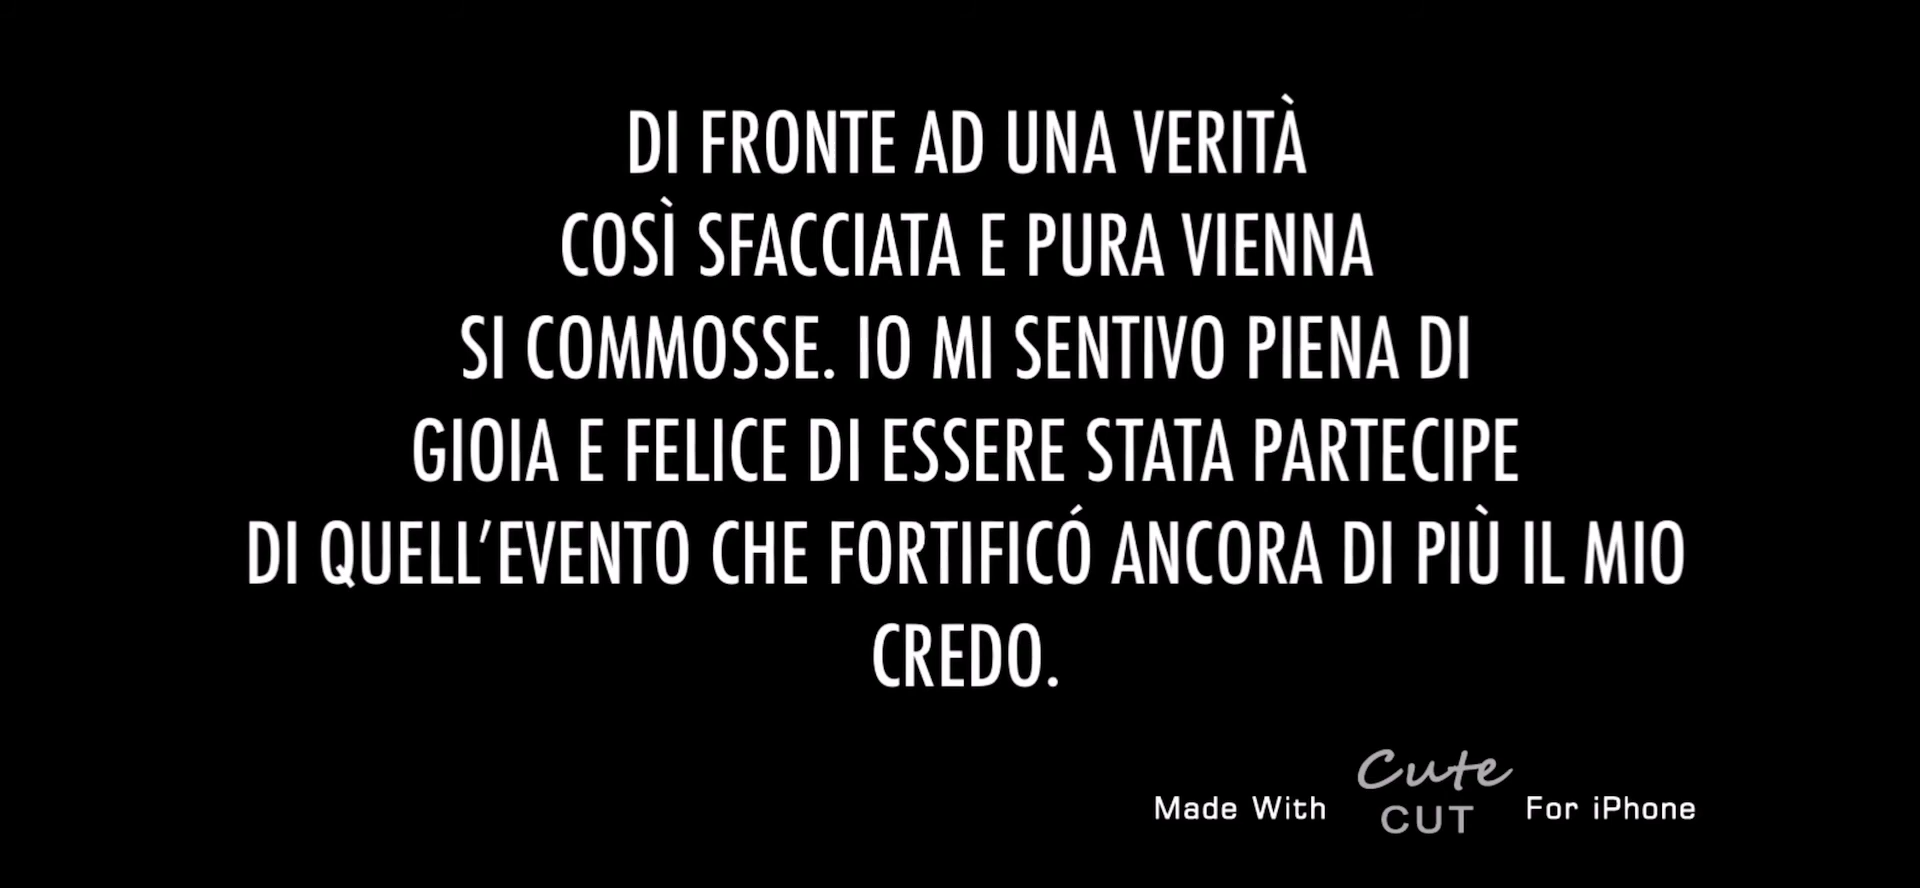 DI FRONTE AD UNA VERITÀ
COSÌ SFACCIATA E PURA VIENNA
SI COMMOSSE. IO MI SENTIVO PIENA DI
GIOIA E FELICE DI ESSERE STATA PARTECIPE
DI QUELL’EVENTO CHE FORTIFICÓ ANCORA DI PIÙ IL MIO
CREDO.
Made With Cute CUT For iPhone